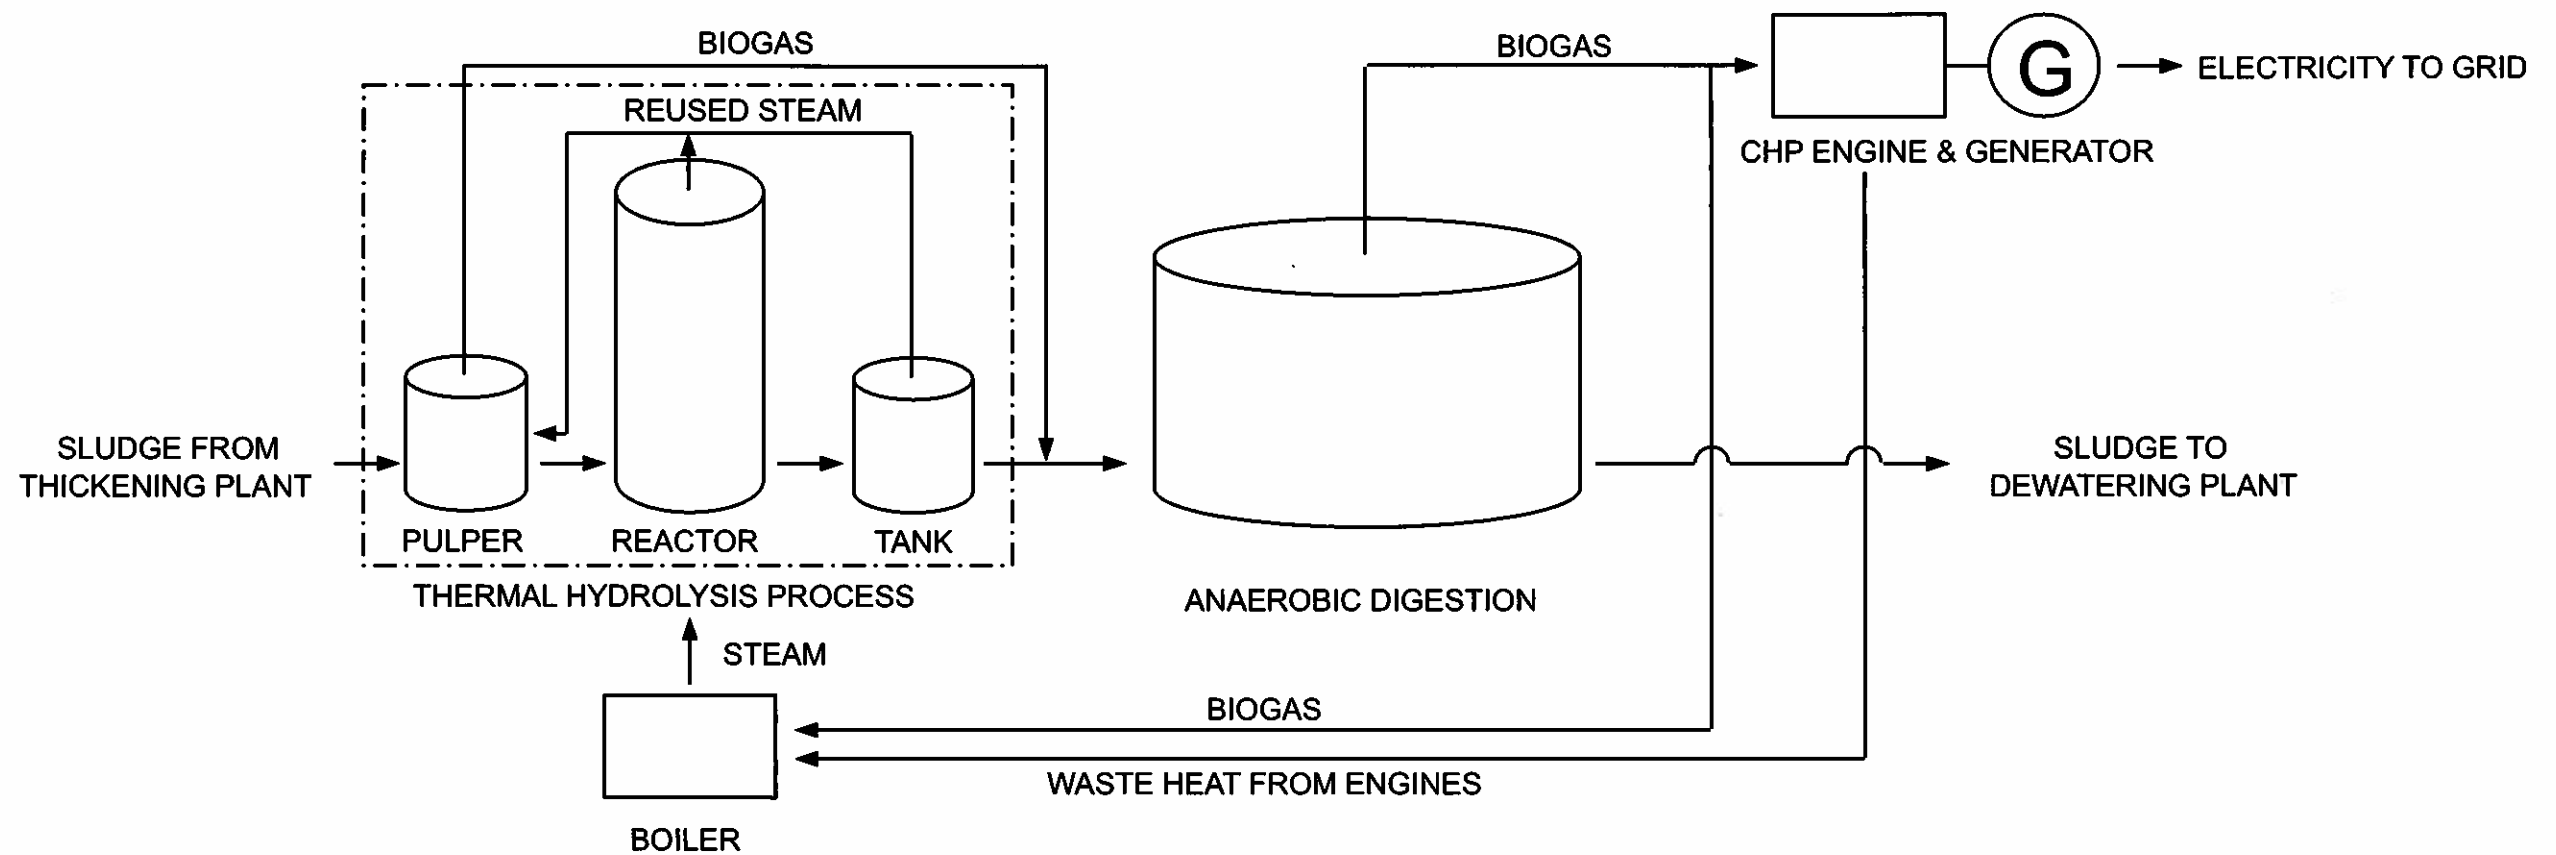 BIOGAS
BIOGAS
G
ELECTRICITY TO GRID
REUSED STEAM
CHP ENGINE & GENERATOR
SLUDGE FROM
THICKENING PLANT
SLUDGE TO
DEWATERING PLANT
PULPER
REACTOR
TANK
THERMAL HYDROLYSIS PROCESS
ANAEROBIC DIGESTION
STEAM
BIOGAS
WASTE HEAT FROM ENGINES
BOILER